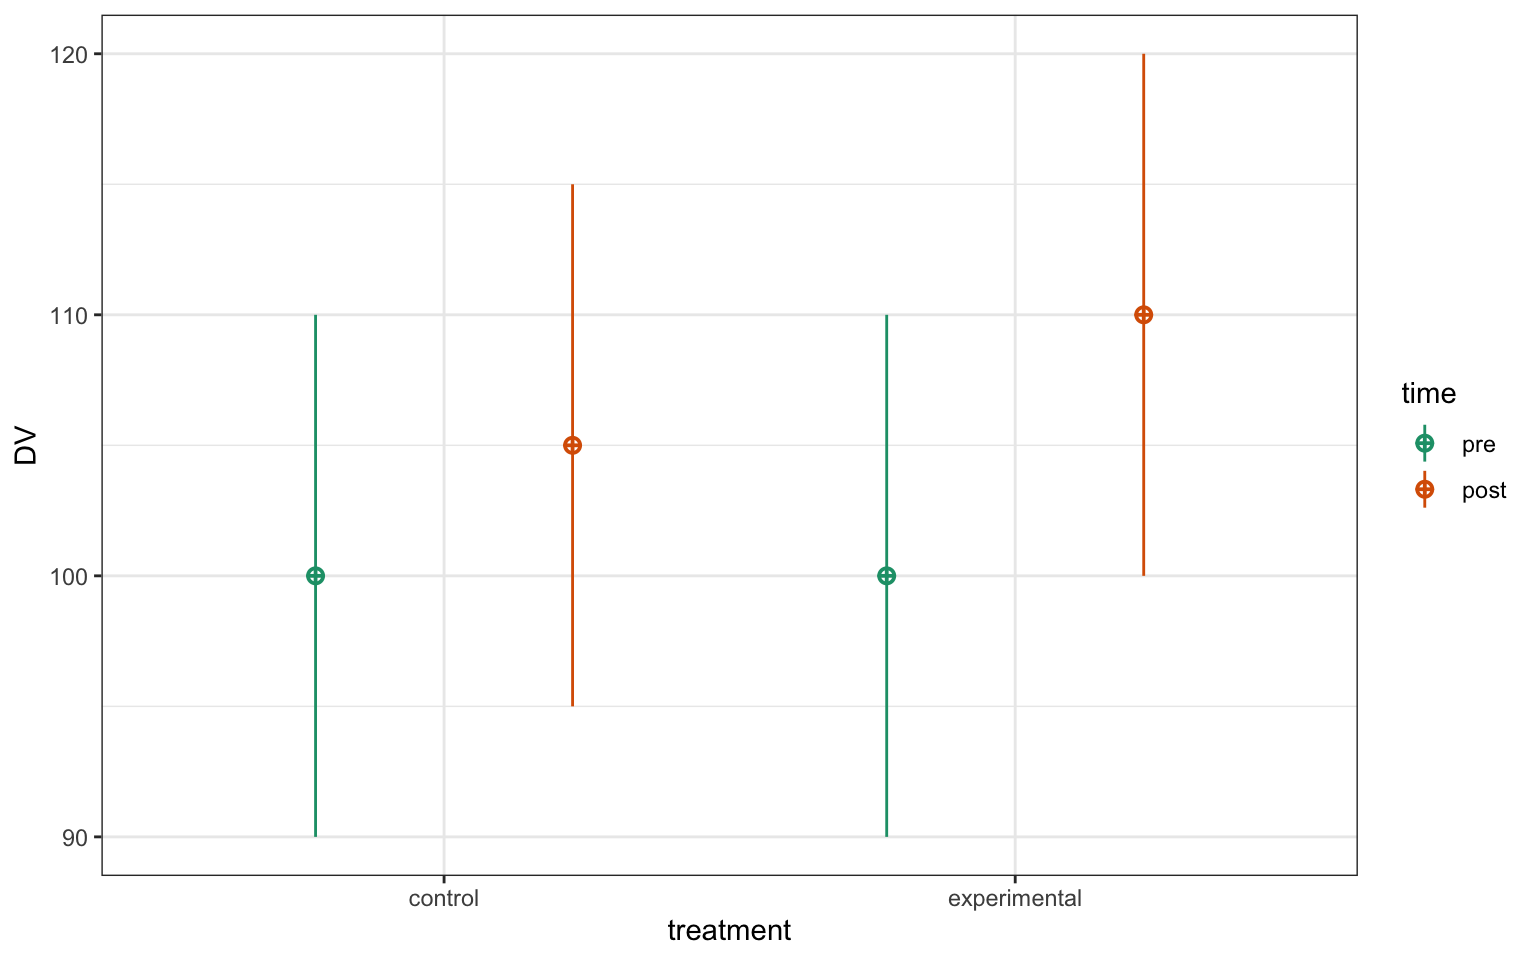 120
110
100
90
DV
control
experimental
treatment
time
pre
post